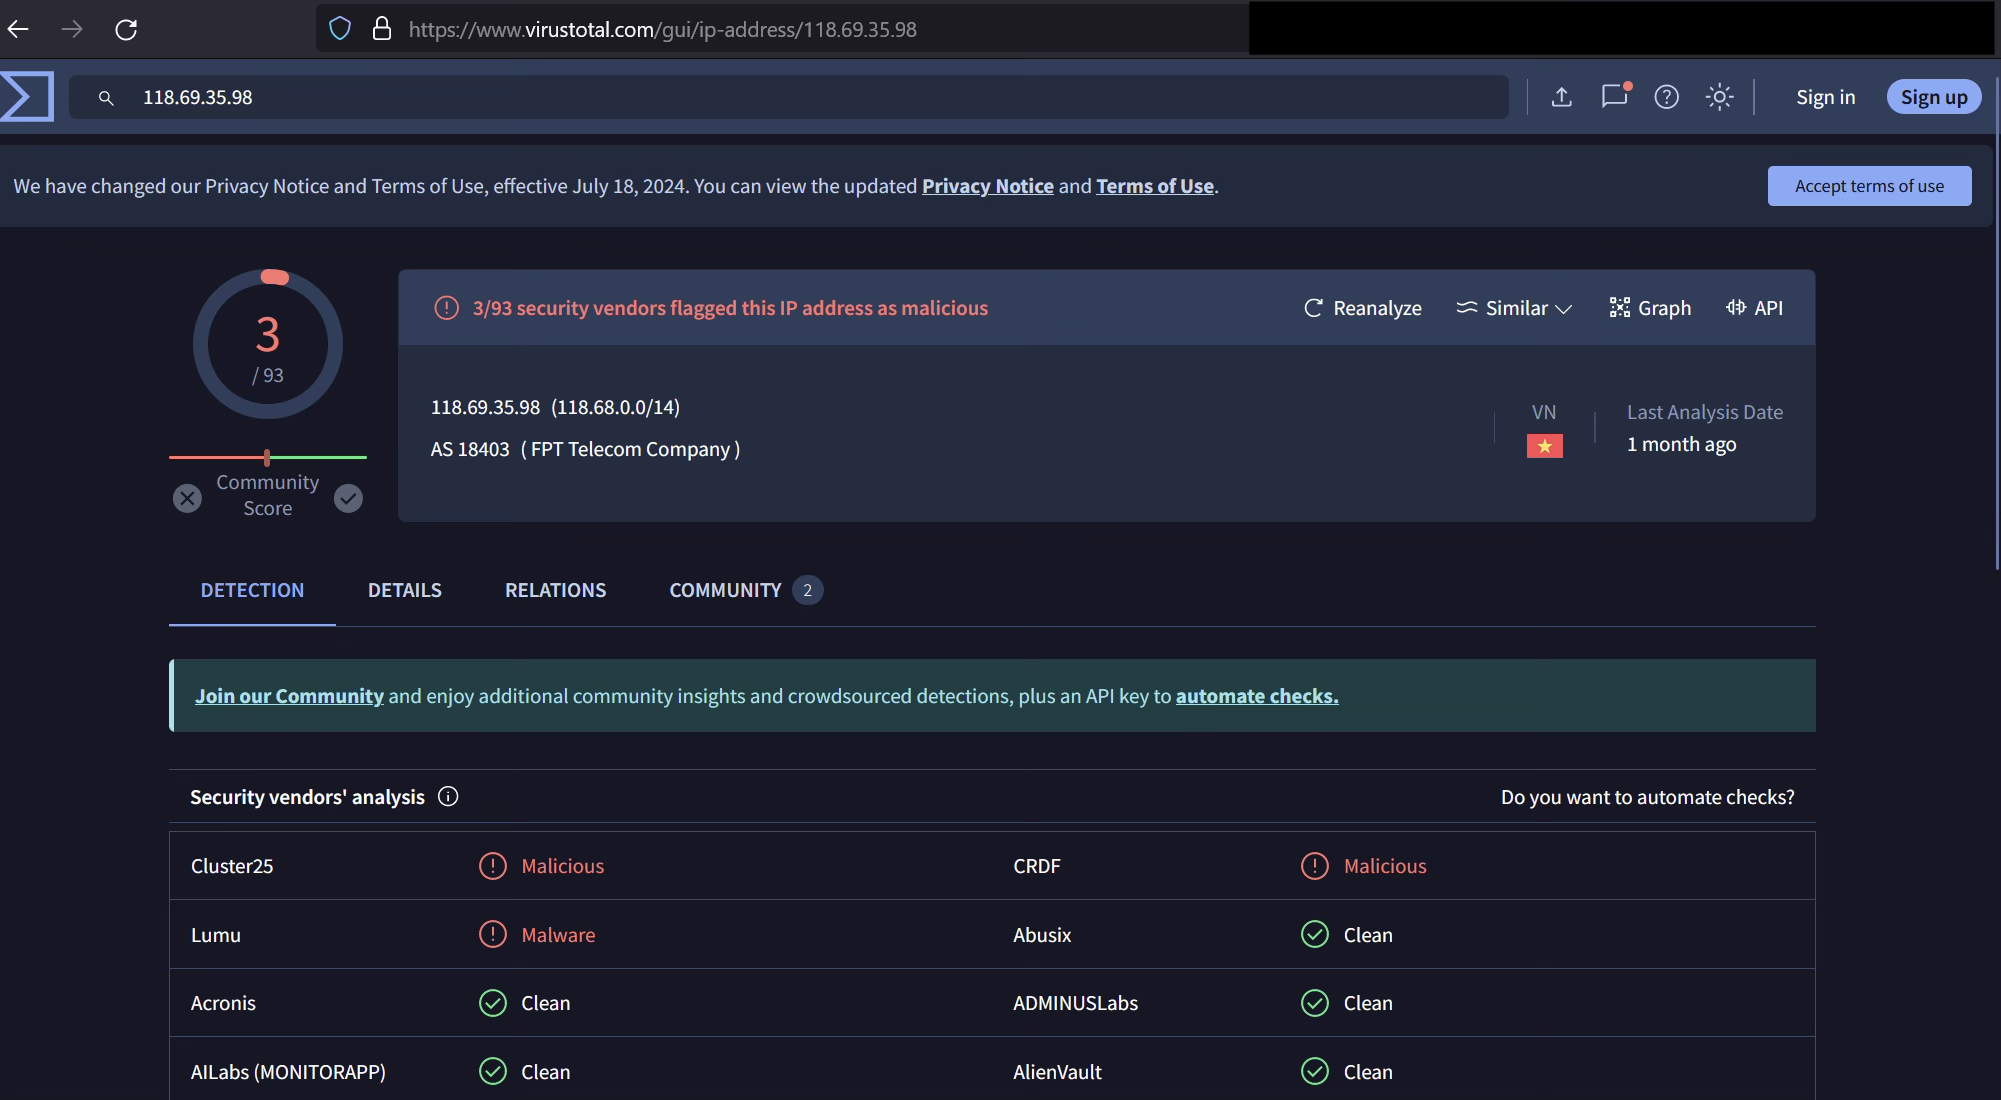 https://www.virustotal.com/gui/ip-address/118.69.35.98
118.69.35.98
Sign in
Sign up
We have changed our Privacy Notice and Terms of Use, effective July 18, 2024. You can view the updated Privacy Notice and Terms of Use.
Accept terms of use
3
/ 93
Community
Score
3/93 security vendors flagged this IP address as malicious
Reanalyze
Similar
Graph
API
118.69.35.98 (118.68.0.0/14)
AS 18403 ( FPT Telecom Company )
VN
Last Analysis Date
1 month ago
DETECTION
DETAILS
RELATIONS
COMMUNITY 2
Join our Community and enjoy additional community insights and crowdsourced detections, plus an API key to automate checks.
Security vendors' analysis
Do you want to automate checks?
Cluster25
Malicious
CRDF
Malicious
Lumu
Malware
Abusix
Clean
Acronis
Clean
ADMINUSLabs
Clean
AILabs (MONITORAPP)
Clean
AlienVault
Clean